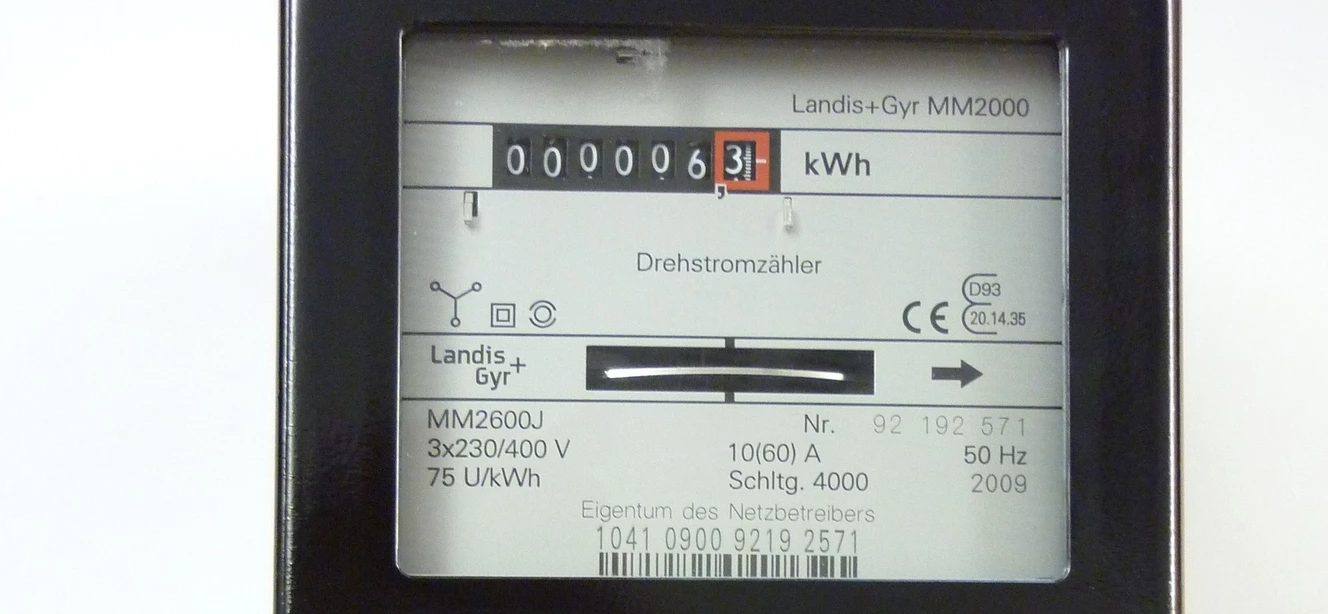 Landis+Gyr MM2000
0000063 kWh
,
Drehstromzähler
D93
CE 20.14.35
Landis+
Gyr
MM2600J Nr. 92 192 571
3x230/400 V 10(60) A 50 Hz
75 U/kWh Schltg. 4000 2009
Eigentum des Netzbetreibers
1041 0900 9219 2571